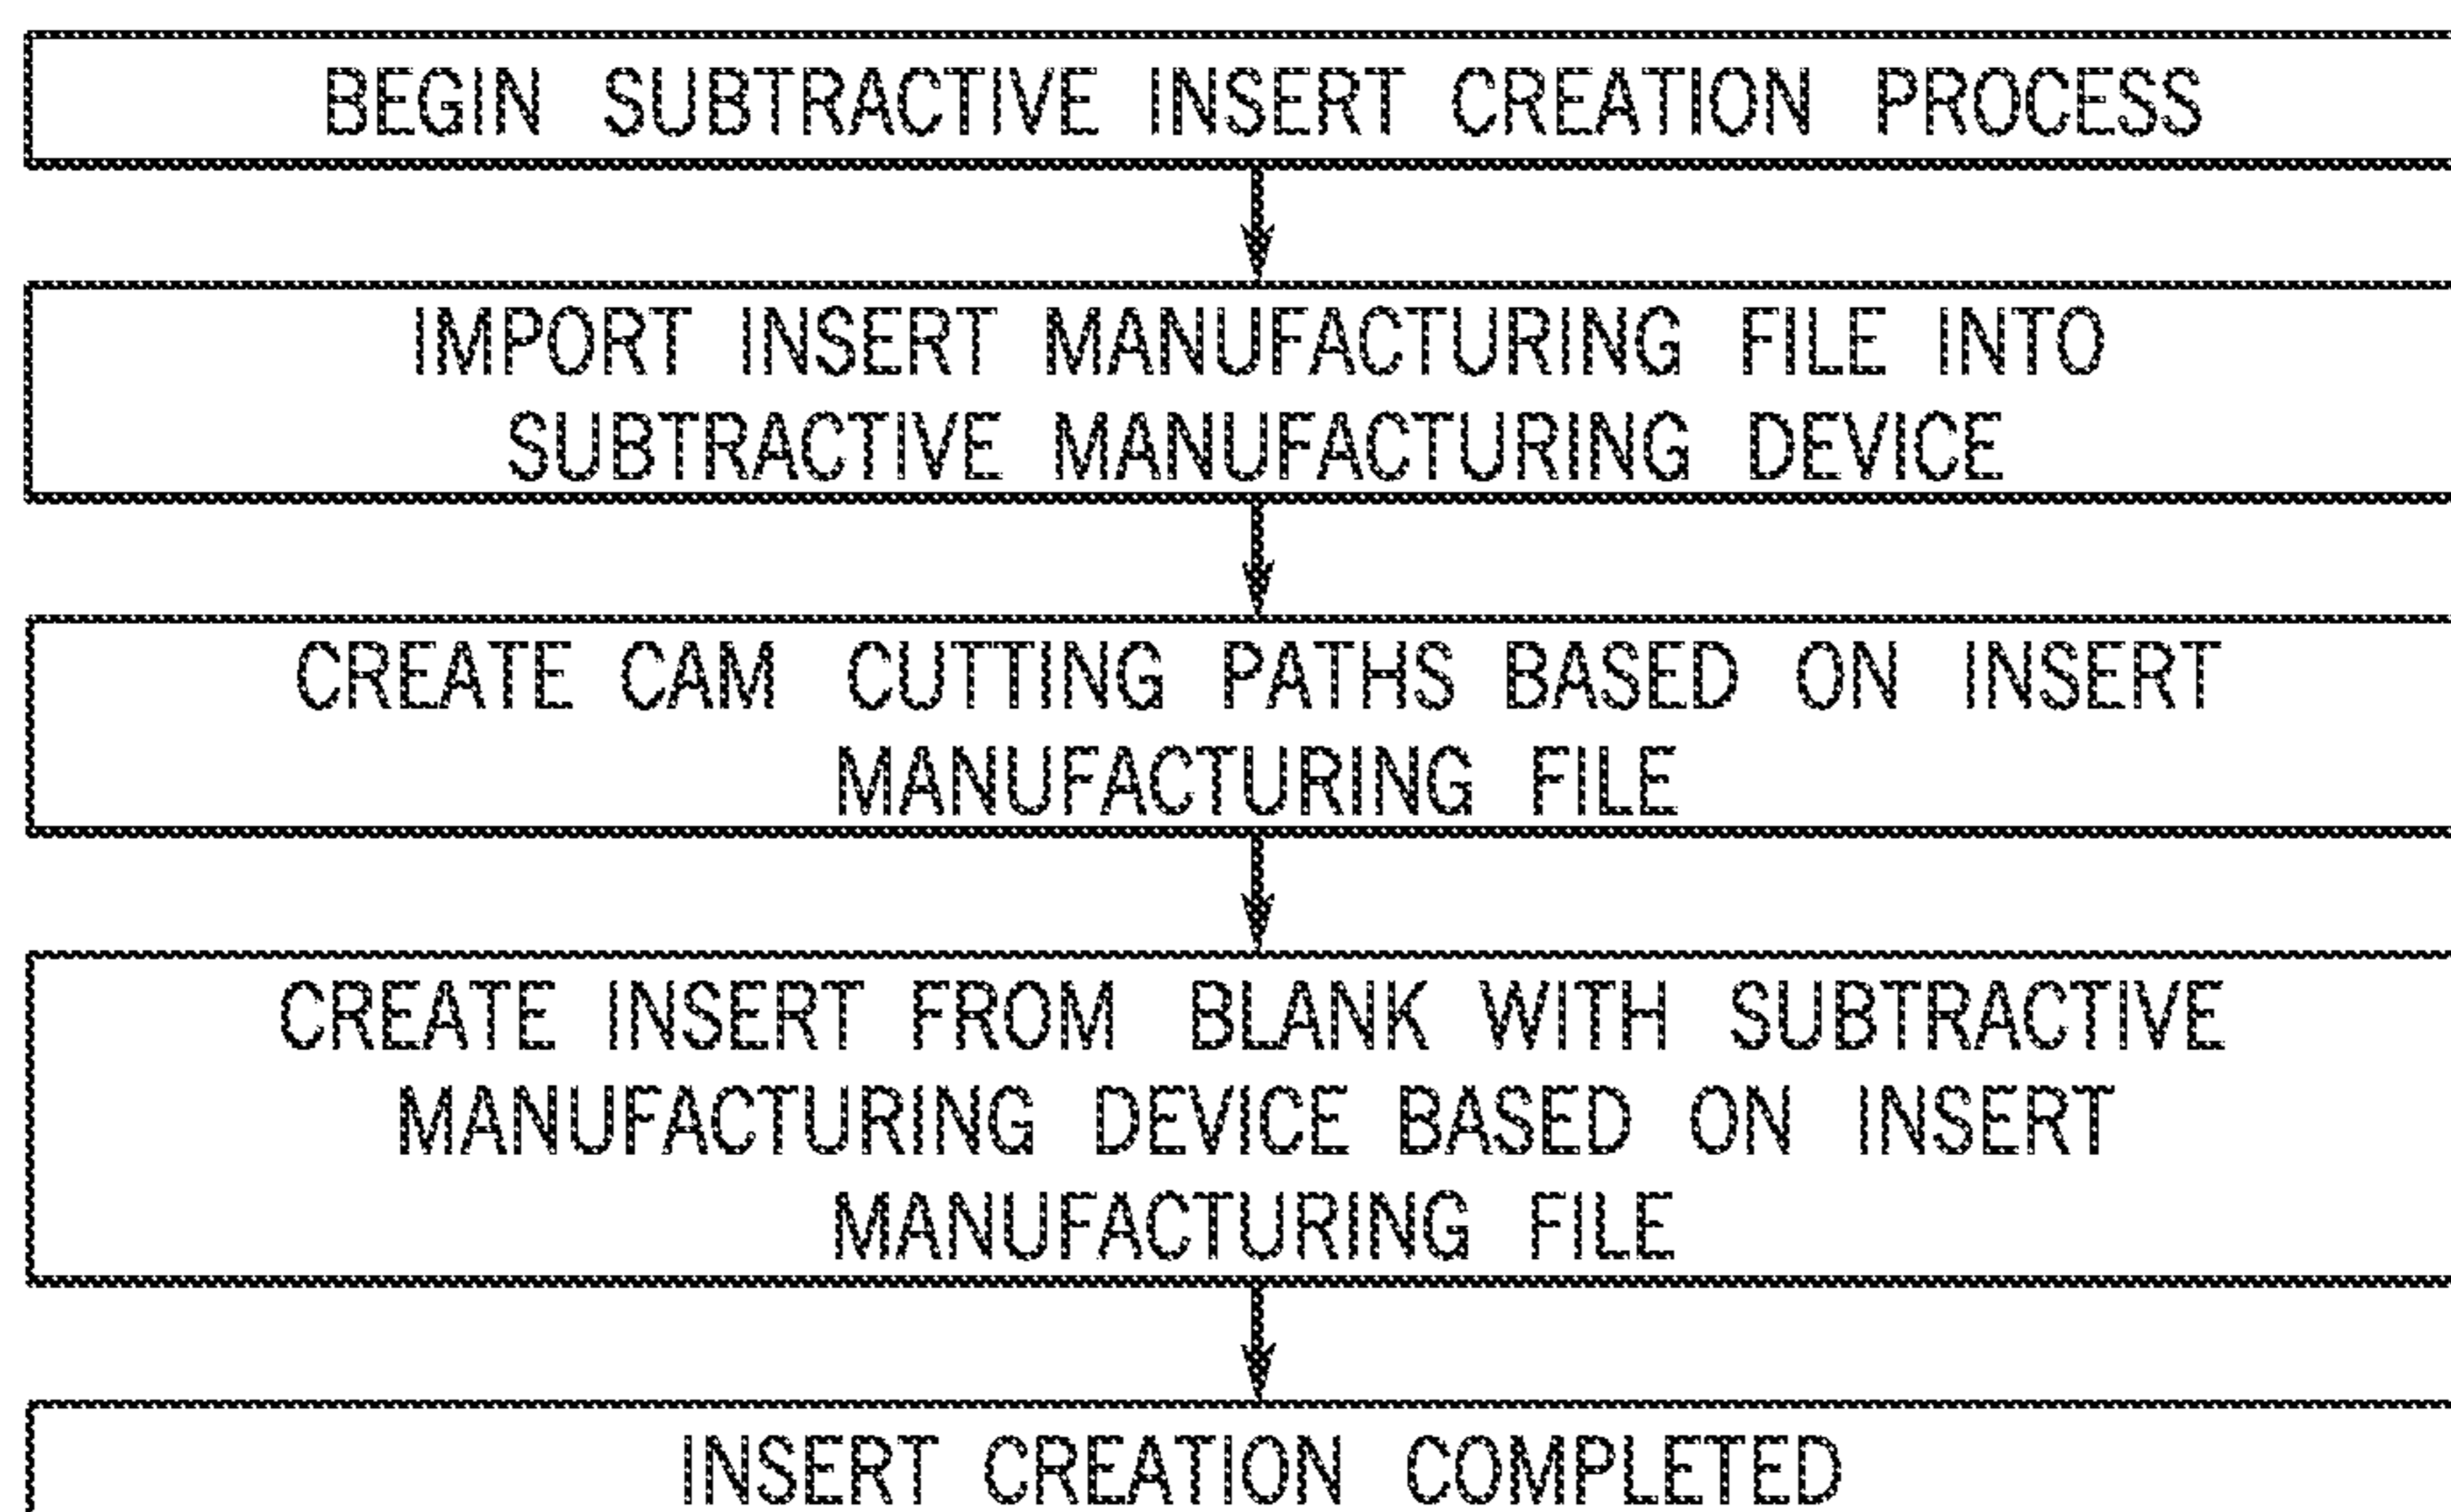 BEGIN SUBTRACTIVE INSERT CREATION PROCESS
IMPORT INSERT MANUFACTURING FILE INTO
SUBTRACTIVE MANUFACTURING DEVICE
CREATE CAM CUTTING PATHS BASED ON INSERT
MANUFACTURING FILE
CREATE INSERT FROM BLANK WITH SUBTRACTIVE
MANUFACTURING DEVICE BASED ON INSERT
MANUFACTURING FILE
INSERT CREATION COMPLETED